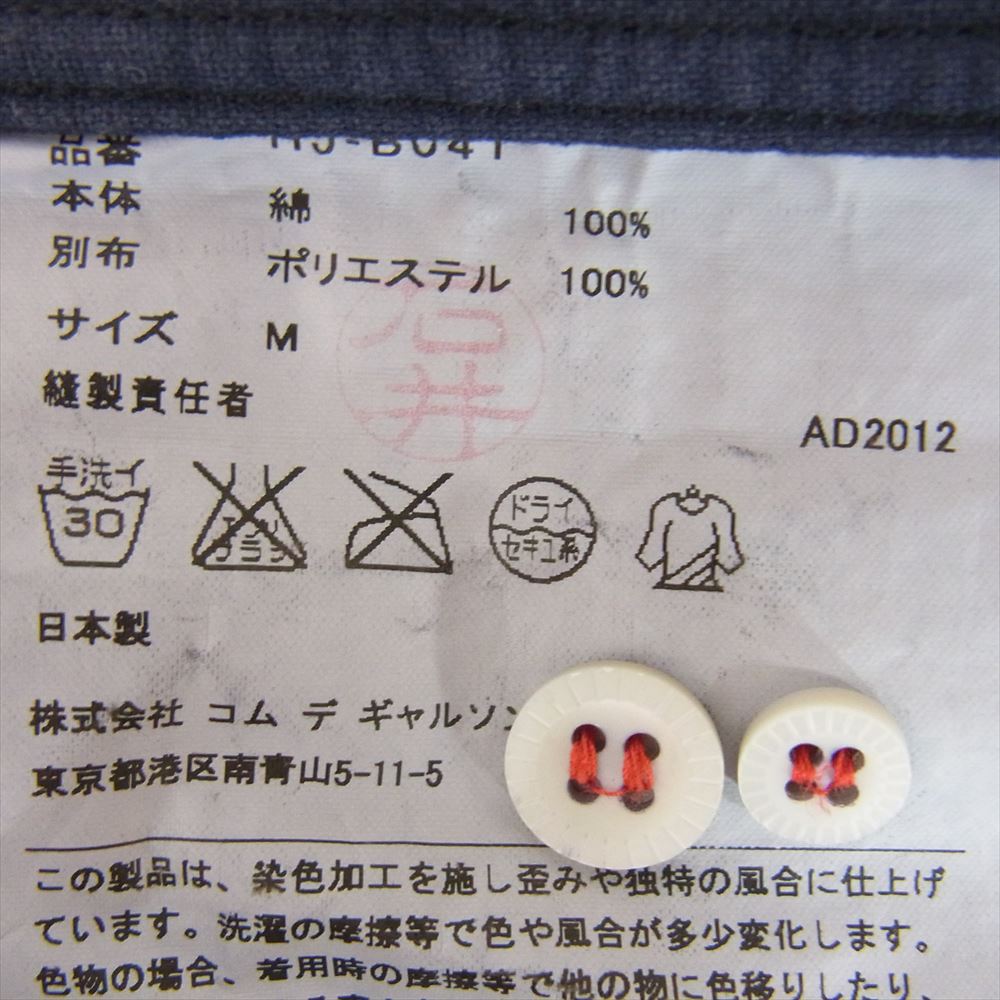 品番 HJ-B041
本体 綿 100%
別布 ポリエステル 100%
サイズ M
縫製責任者
AD2012
手洗イ
30
ドライ
セキユ系
日本製
株式会社 コム デ ギャルソン
東京都港区南青山5-11-5
この製品は、染色加工を施し歪みや独特の風合に仕上げ
ています。洗濯の摩擦等で色や風合が多少変化します。
色物の場合、着用時の摩擦等で他の物に色移りしたり、